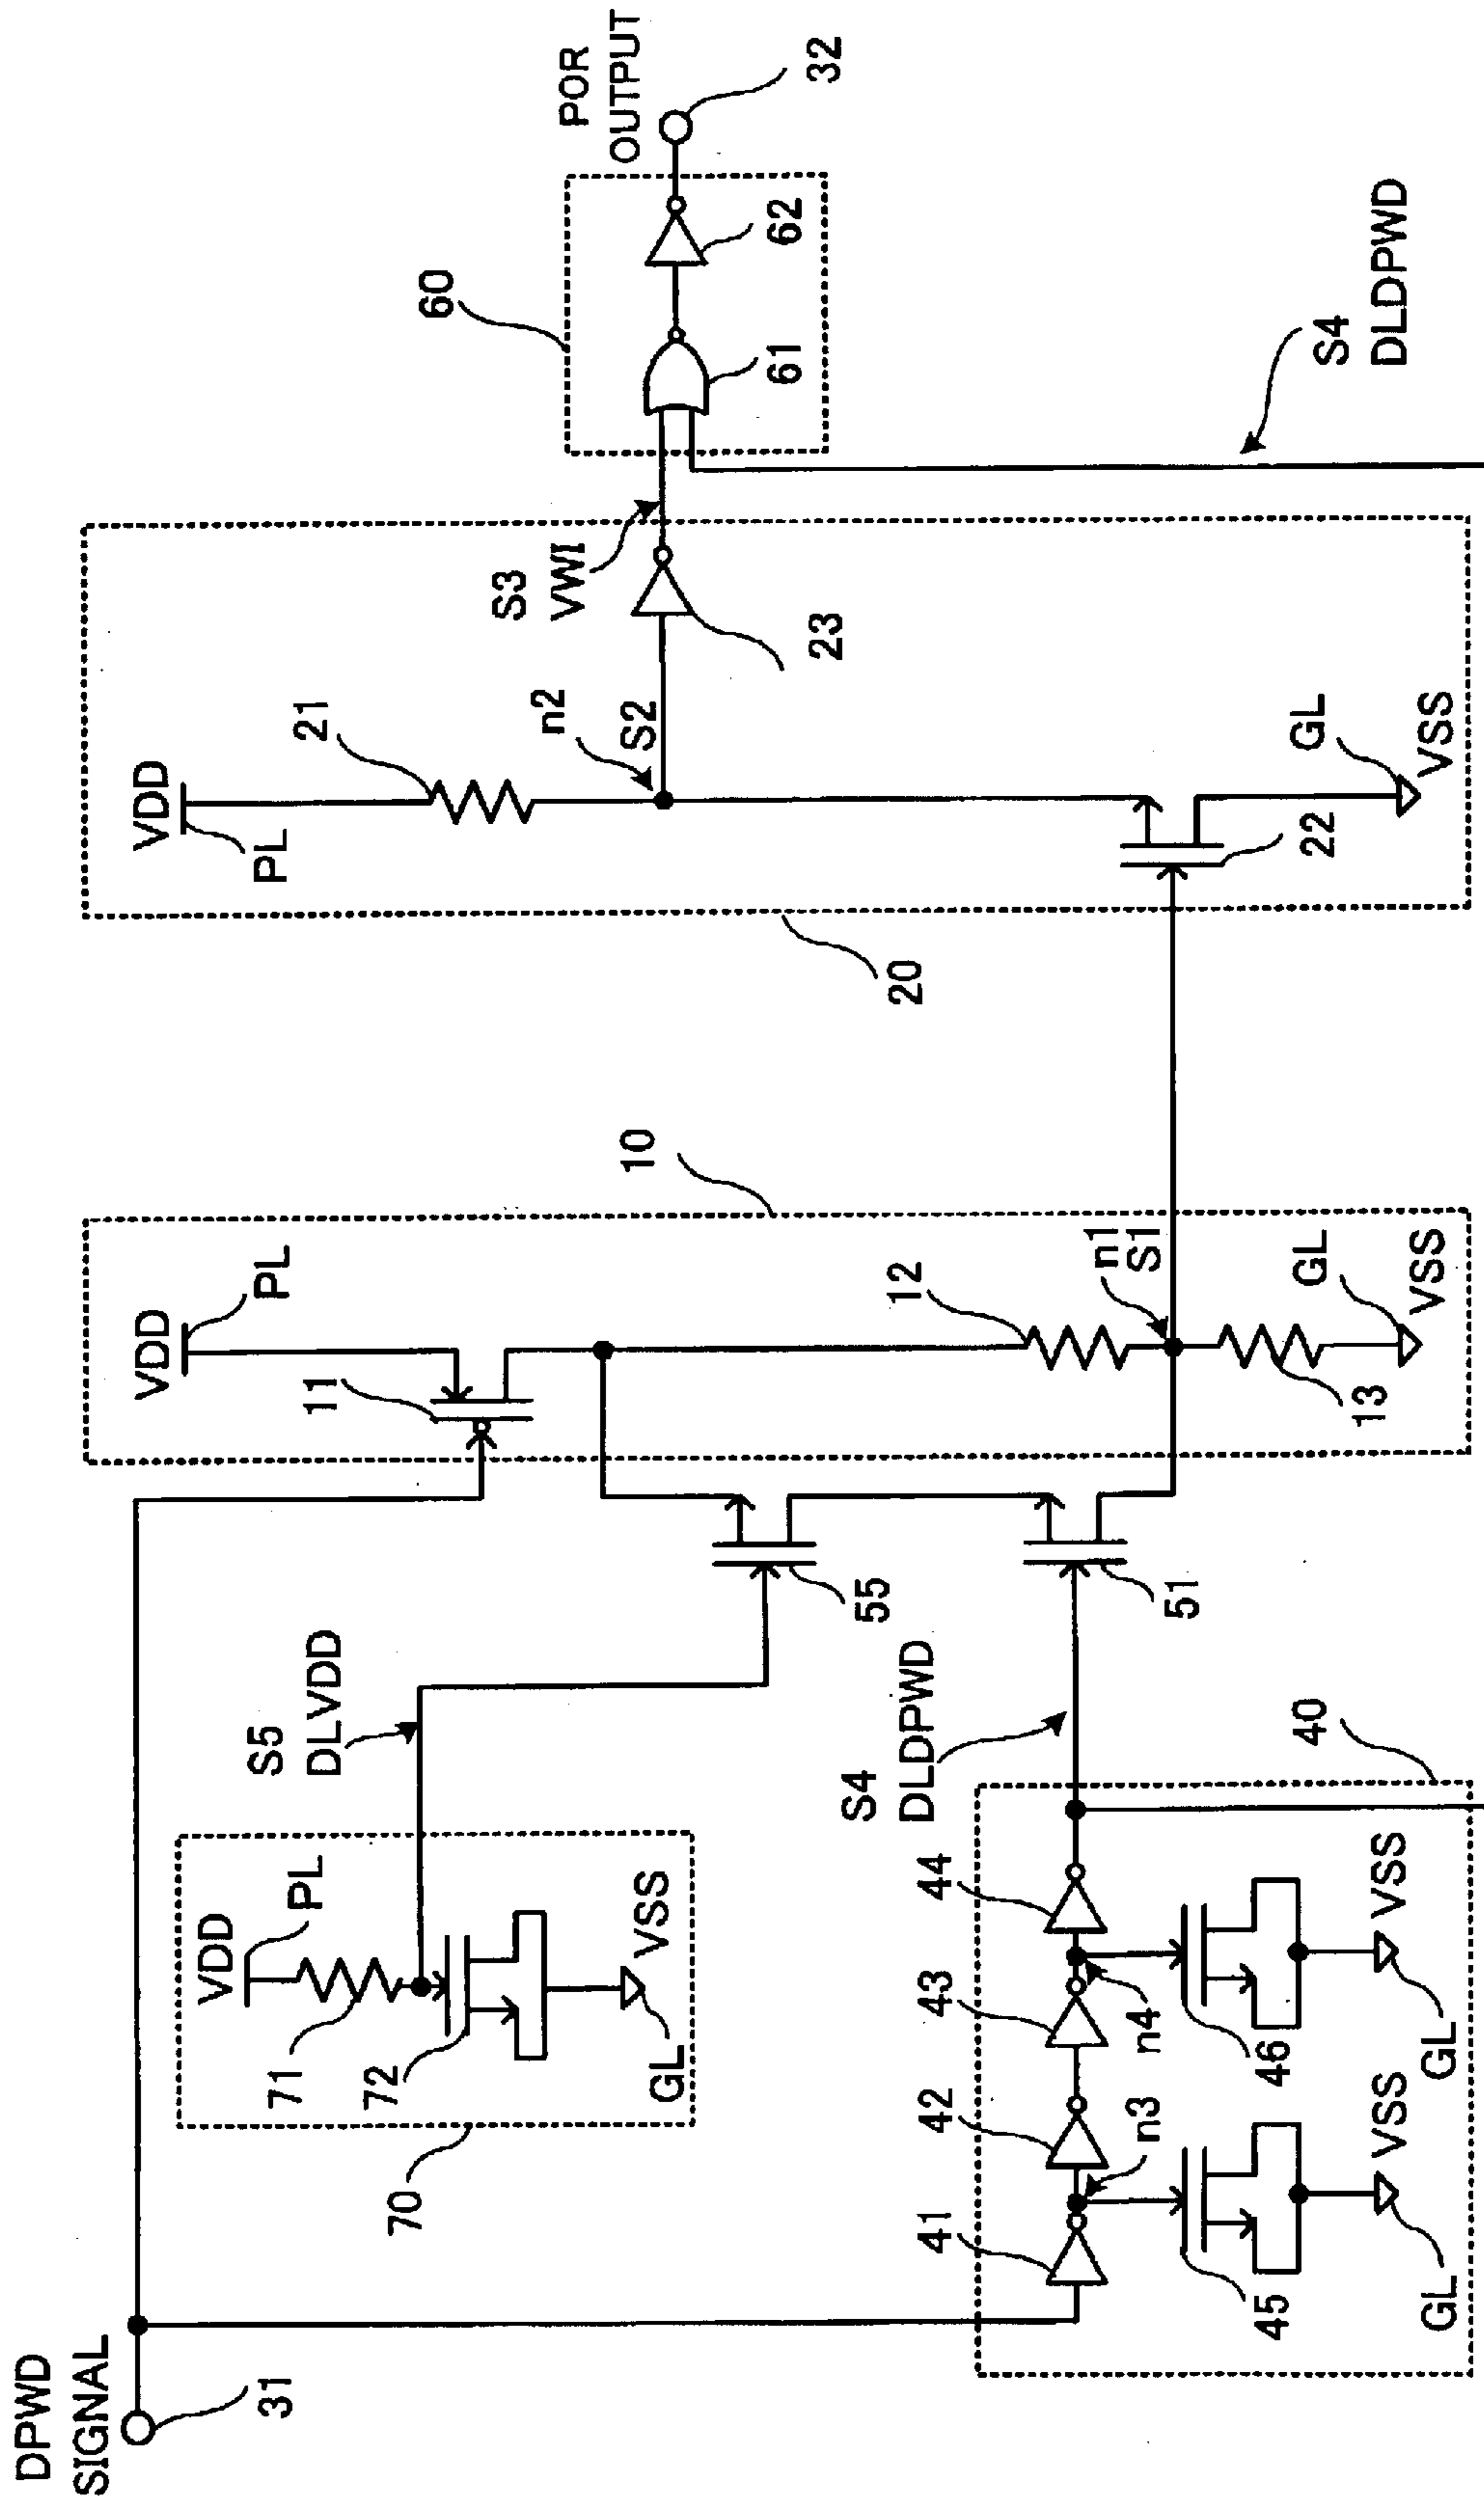 DPWD
SIGNAL
31
VDD
PL
71
72
70
VSS
GL
S5
DLVDD
55
S4
DLDPWD
51
40
41
42
43
44
n3
n4
45
46
VSS
GL
VSS
GL
VDD
PL
11
10
12
n1
S1
13
GL
VSS
VDD
PL
21
20
n2
S2
22
GL
VSS
23
S3
VWI
60
61
62
POR
OUTPUT
32
S4
DLDPWD